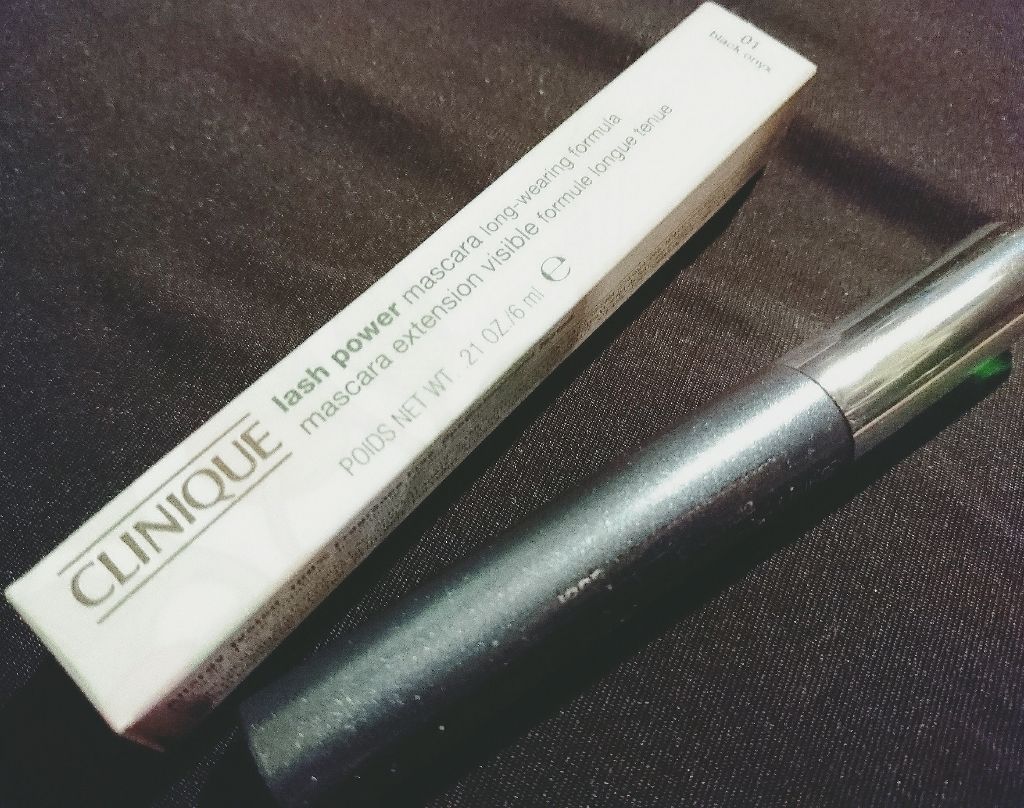 01
black onyx
CLINIQUE
lash power mascara long-wearing formula
mascara extension visible formule longue tenue
POIDS NET WT. .21 OZ./6 ml ℮